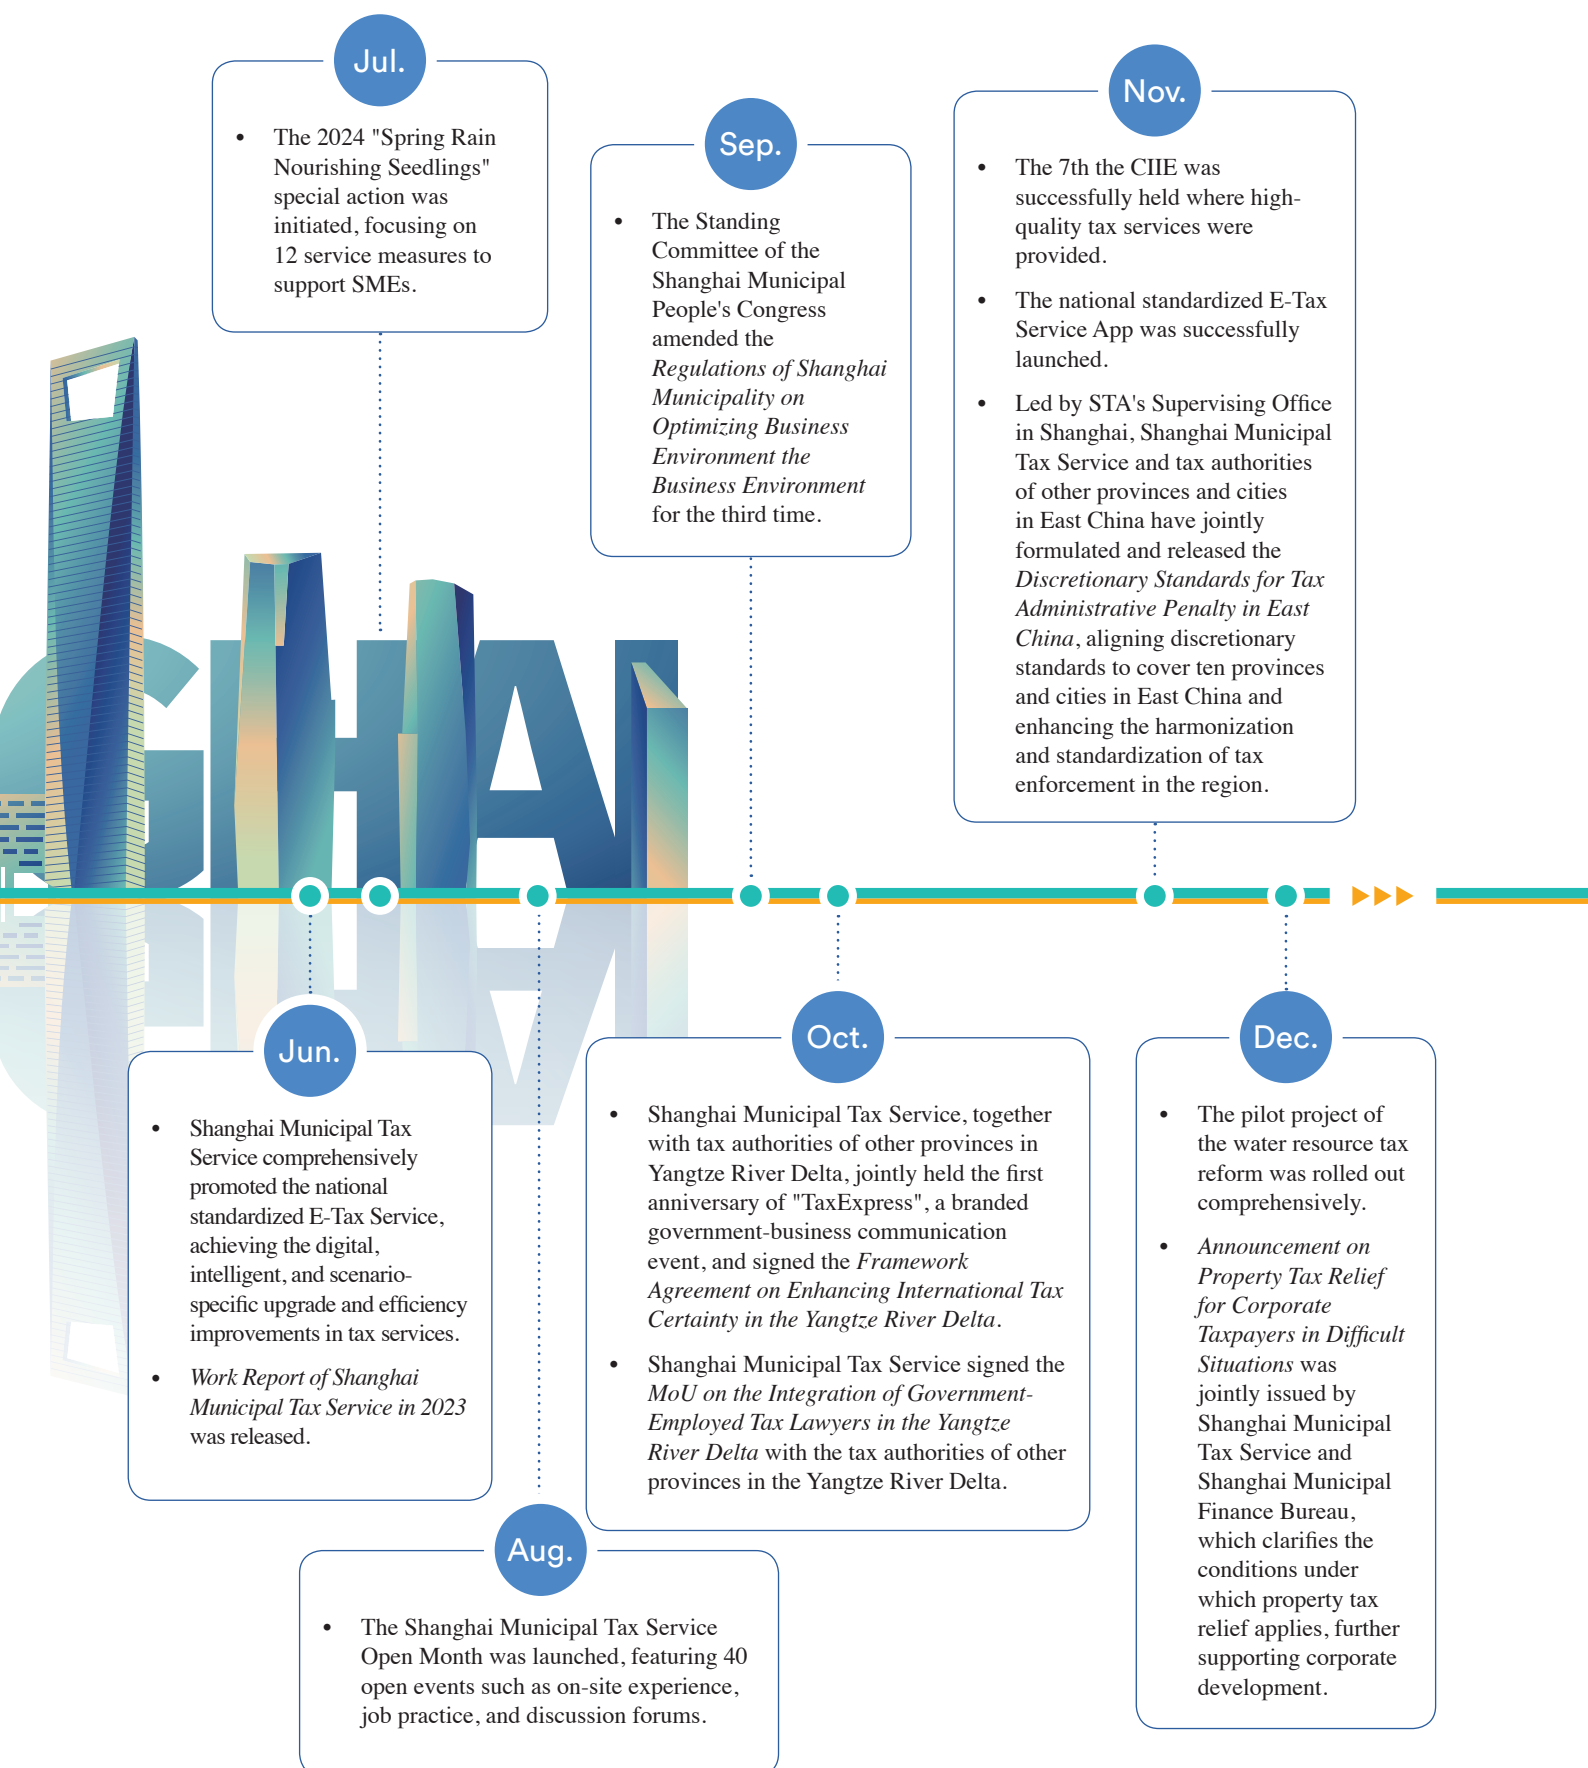 Jul.
• The 2024 "Spring Rain
Nourishing Seedlings"
special action was
initiated, focusing on
12 service measures to
support SMEs.
Sep.
• The Standing
Committee of the
Shanghai Municipal
People's Congress
amended the
Regulations of Shanghai
Municipality on
Optimizing Business
Environment the
Business Environment
for the third time.
Nov.
• The 7th the CIIE was
successfully held where high-
quality tax services were
provided.
• The national standardized E-Tax
Service App was successfully
launched.
• Led by STA's Supervising Office
in Shanghai, Shanghai Municipal
Tax Service and tax authorities
of other provinces and cities
in East China have jointly
formulated and released the
Discretionary Standards for Tax
Administrative Penalty in East
China, aligning discretionary
standards to cover ten provinces
and cities in East China and
enhancing the harmonization
and standardization of tax
enforcement in the region.
GHAI
Jun.
• Shanghai Municipal Tax
Service comprehensively
promoted the national
standardized E-Tax Service,
achieving the digital,
intelligent, and scenario-
specific upgrade and efficiency
improvements in tax services.
• Work Report of Shanghai
Municipal Tax Service in 2023
was released.
Aug.
• The Shanghai Municipal Tax Service
Open Month was launched, featuring 40
open events such as on-site experience,
job practice, and discussion forums.
Oct.
• Shanghai Municipal Tax Service, together
with tax authorities of other provinces in
Yangtze River Delta, jointly held the first
anniversary of "TaxExpress", a branded
government-business communication
event, and signed the Framework
Agreement on Enhancing International Tax
Certainty in the Yangtze River Delta.
• Shanghai Municipal Tax Service signed the
MoU on the Integration of Government-
Employed Tax Lawyers in the Yangtze
River Delta with the tax authorities of other
provinces in the Yangtze River Delta.
Dec.
• The pilot project of
the water resource tax
reform was rolled out
comprehensively.
• Announcement on
Property Tax Relief
for Corporate
Taxpayers in Difficult
Situations was
jointly issued by
Shanghai Municipal
Tax Service and
Shanghai Municipal
Finance Bureau,
which clarifies the
conditions under
which property tax
relief applies, further
supporting corporate
development.